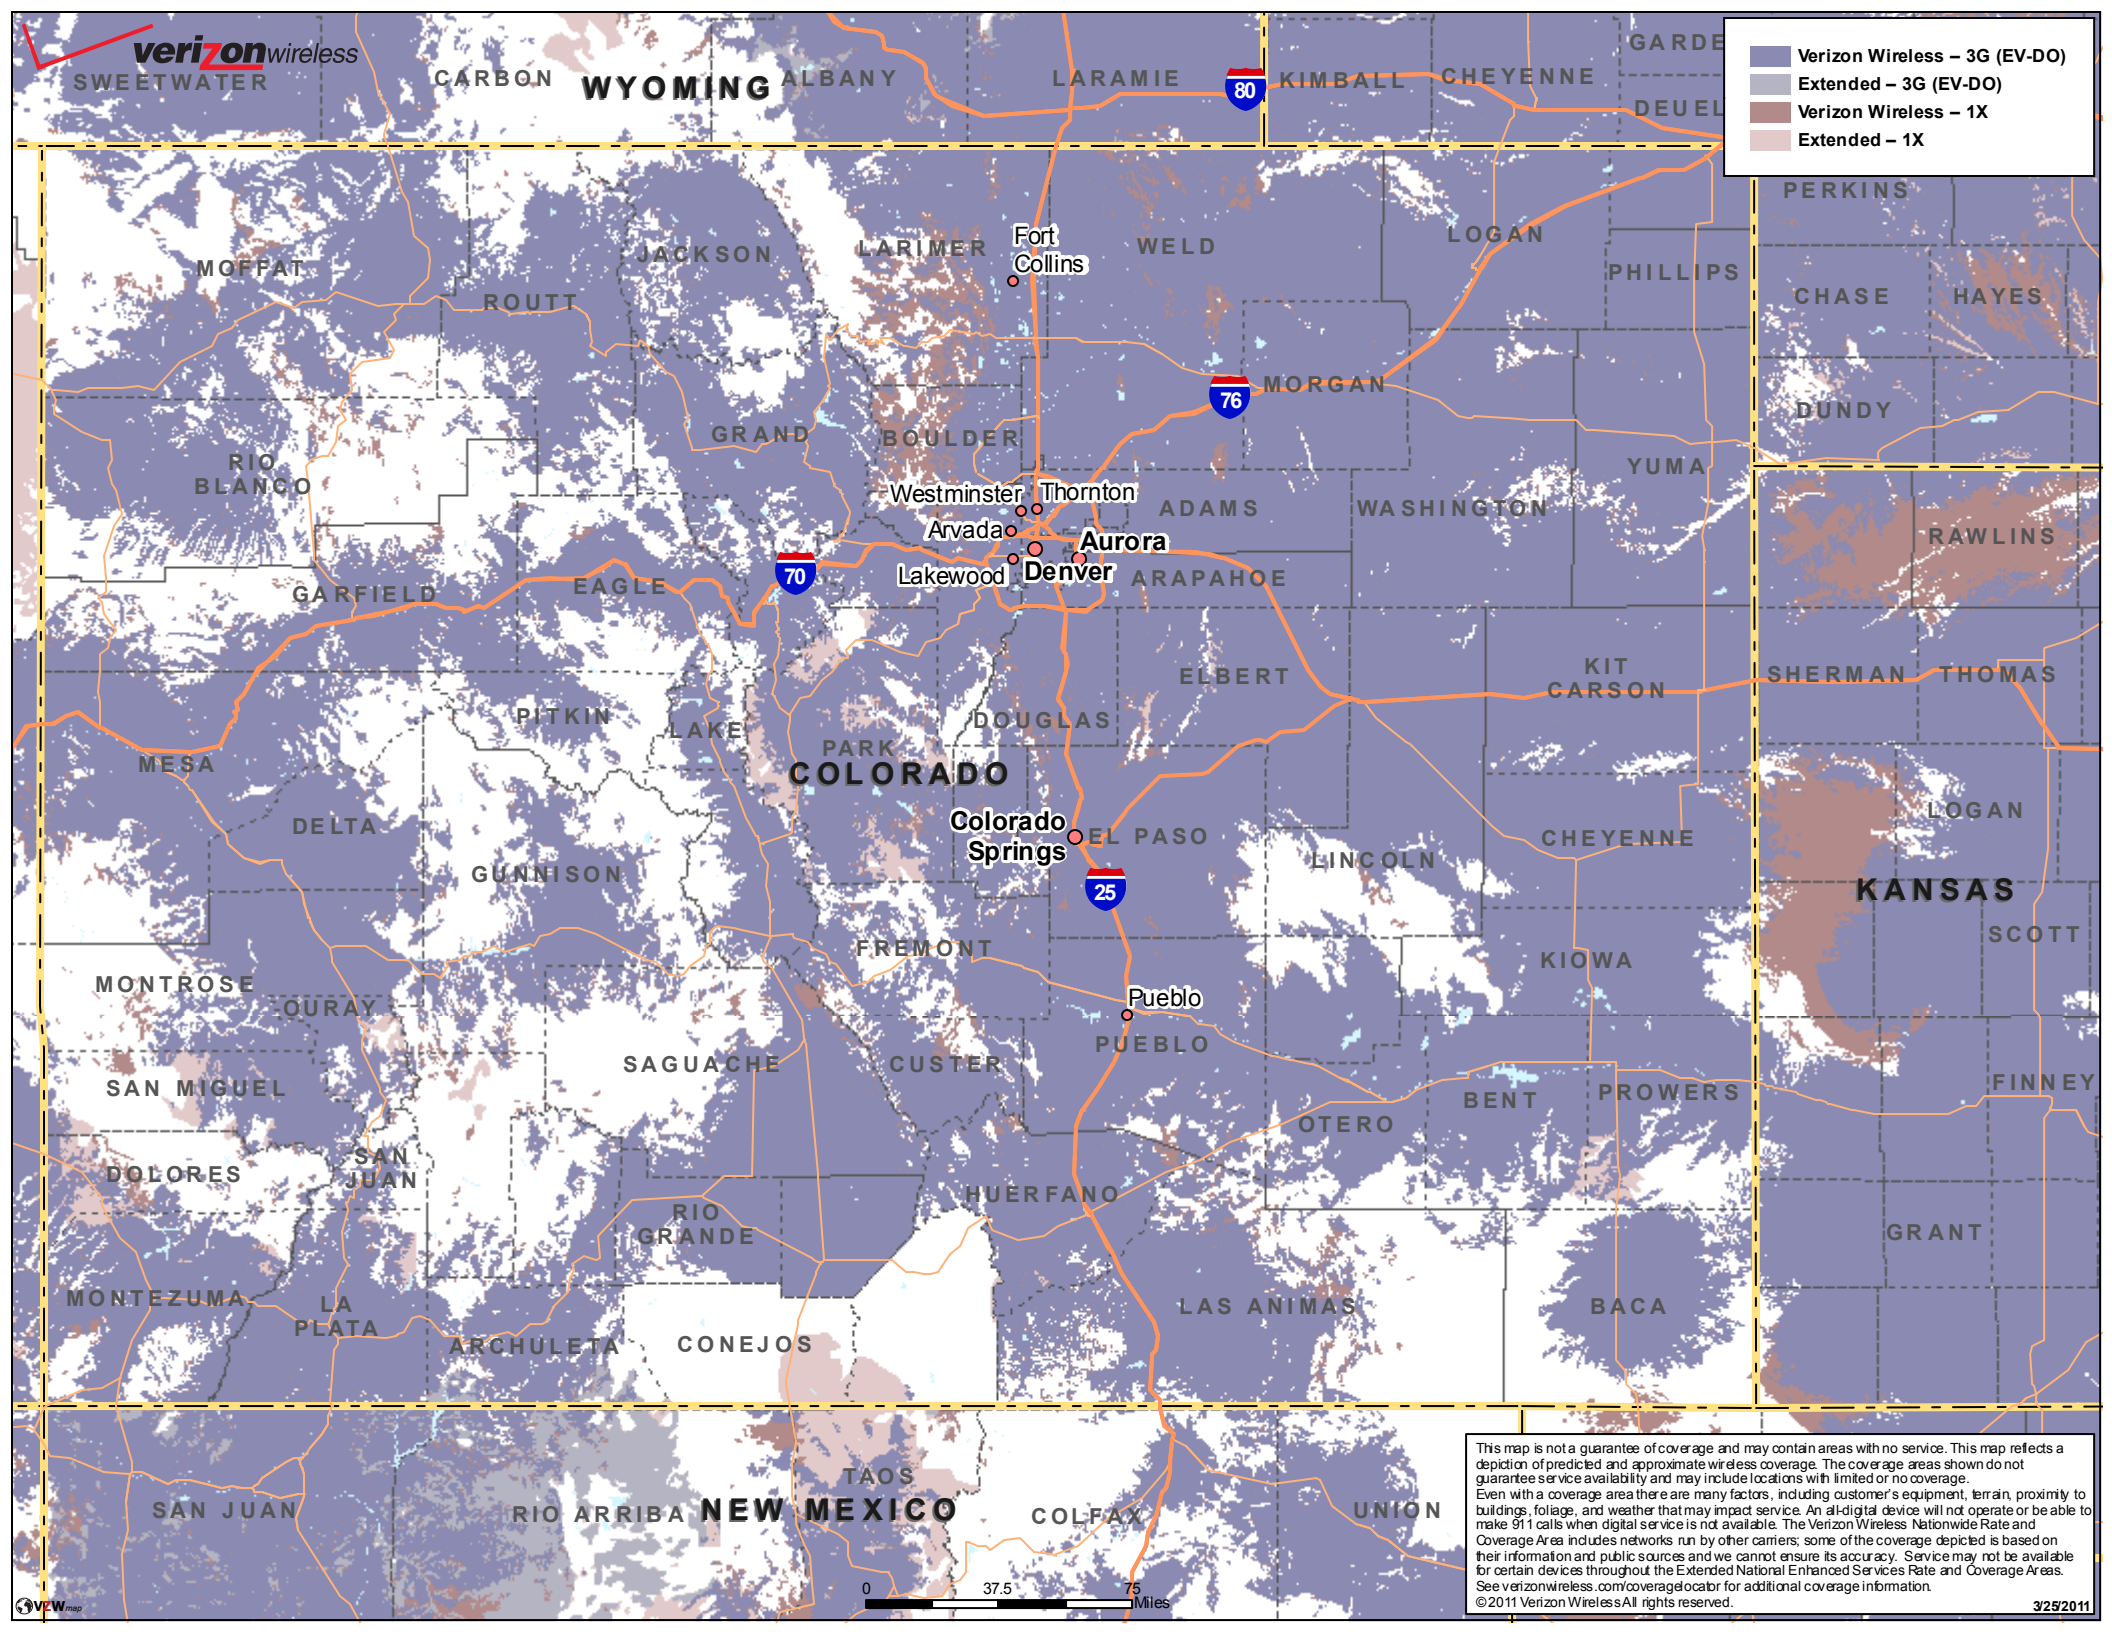 verizonwireless
SWEETWATER
CARBON
WYOMING
ALBANY
LARAMIE
80
KIMBALL
CHEYENNE
GARDE
DEUEL
Verizon Wireless – 3G (EV-DO)
Extended – 3G (EV-DO)
Verizon Wireless – 1X
Extended – 1X
PERKINS
MOFFAT
ROUTT
JACKSON
LARIMER
Fort
Collins
WELD
LOGAN
PHILLIPS
CHASE
HAYES
76
MORGAN
DUNDY
RIO
BLANCO
GRAND
BOULDER
YUMA
Westminster
Thornton
ADAMS
WASHINGTON
Arvada
Aurora
RAWLINS
GARFIELD
EAGLE
70
Lakewood
Denver
ARAPAHOE
PITKIN
LAKE
ELBERT
KIT
CARSON
SHERMAN
THOMAS
MESA
PARK
DOUGLAS
COLORADO
DELTA
GUNNISON
Colorado
Springs
EL PASO
LINCOLN
CHEYENNE
LOGAN
25
KANSAS
FREMONT
KIOWA
SCOTT
MONTROSE
OURAY
Pueblo
PUEBLO
SAN MIGUEL
SAGUACHE
CUSTER
OTERO
BENT
PROWERS
FINNEY
DOLORES
SAN
JUAN
RIO
GRANDE
HUERFANO
GRANT
MONTEZUMA
LA
PLATA
ARCHULETA
CONEJOS
LAS ANIMAS
BACA
SAN JUAN
RIO ARRIBA
TAOS
NEW MEXICO
COLFAX
UNION
This map is not a guarantee of coverage and may contain areas with no service. This map reflects a
depiction of predicted and approximate wireless coverage. The coverage areas shown do not
guarantee service availability and may include locations with limited or no coverage.
Even with a coverage area there are many factors, including customer's equipment, terrain, proximity to
buildings, foliage, and weather that may impact service. An all-digital device will not operate or be able to
make 911 calls when digital service is not available. The Verizon Wireless Nationwide Rate and
Coverage Area includes networks run by other carriers; some of the coverage depicted is based on
their information and public sources and we cannot ensure its accuracy. Service may not be available
for certain devices throughout the Extended National Enhanced Services Rate and Coverage Areas.
See verizonwireless.com/coveragelocator for additional coverage information.
© 2011 Verizon Wireless All rights reserved.
3/25/2011
0 37.5 75
Miles
VZWmap